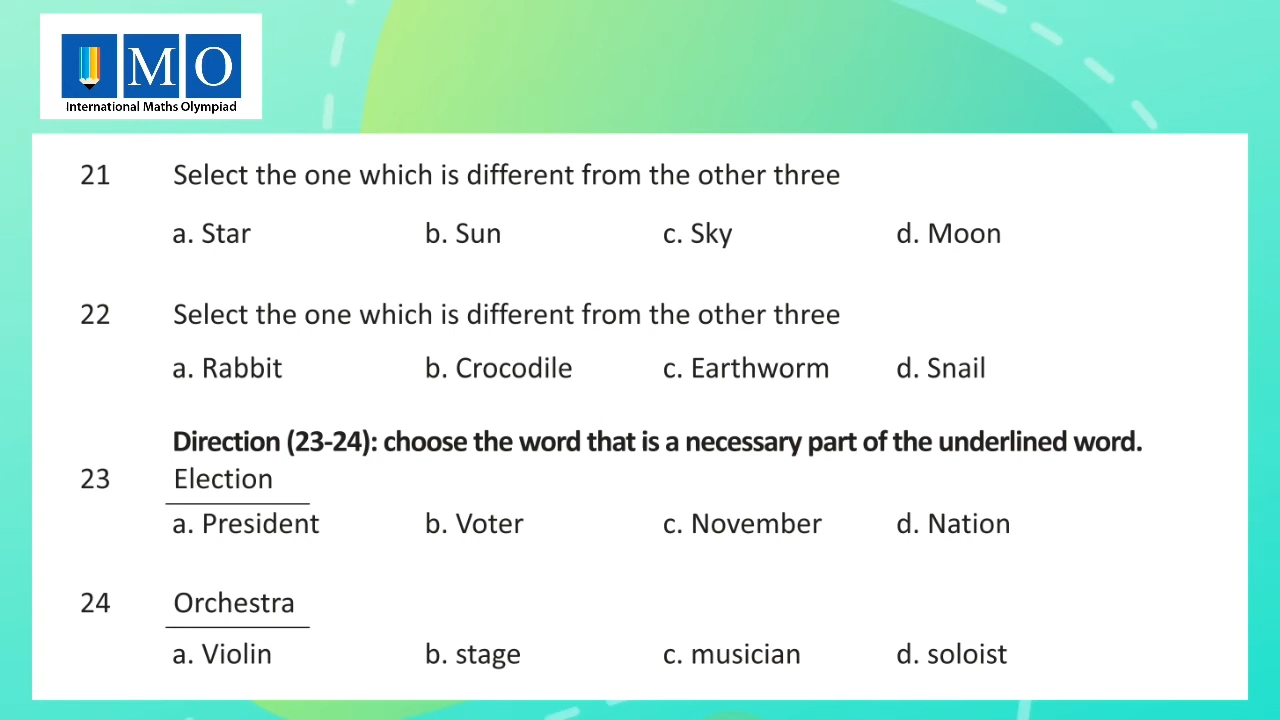 MO
International Maths Olympiad
21 Select the one which is different from the other three
a. Star b. Sun c. Sky d. Moon
22 Select the one which is different from the other three
a. Rabbit b. Crocodile c. Earthworm d. Snail
Direction (23-24): choose the word that is a necessary part of the underlined word.
23 Election
a. President b. Voter c. November d. Nation
24 Orchestra
a. Violin b. stage c. musician d. soloist